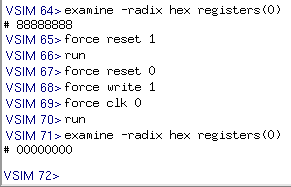 VSIM 64> examine -radix hex registers(0)
# 88888888
VSIM 65> force reset 1
VSIM 66> run
VSIM 67> force reset 0
VSIM 68> force write 1
VSIM 69> force clk 0
VSIM 70> run
VSIM 71> examine -radix hex registers(0)
# 00000000
VSIM 72>